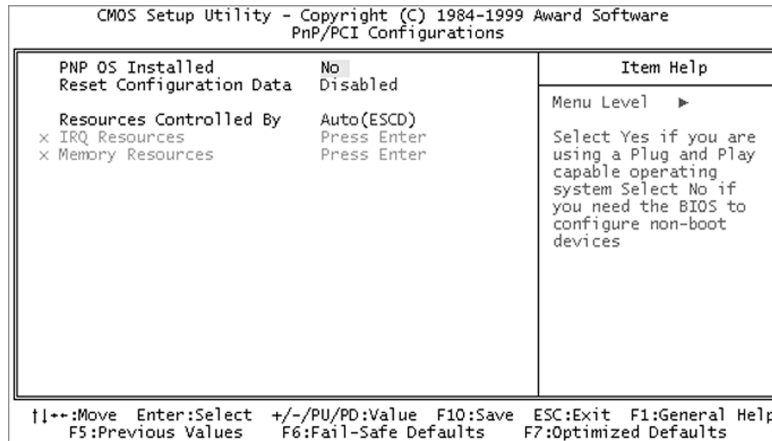 CMOS Setup Utility - Copyright (C) 1984-1999 Award Software
PnP/PCI Configurations
PNP OS Installed No
Reset Configuration Data Disabled
Resources Controlled By Auto(ESCD)
x IRQ Resources Press Enter
x Memory Resources Press Enter
Item Help
Menu Level ►
Select Yes if you are
using a Plug and Play
capable operating
system Select No if
you need the BIOS to
configure non-boot
devices
↑↓←→:Move Enter:Select +/-/PU/PD:Value F10:Save ESC:Exit F1:General Help
F5:Previous Values F6:Fail-Safe Defaults F7:Optimized Defaults